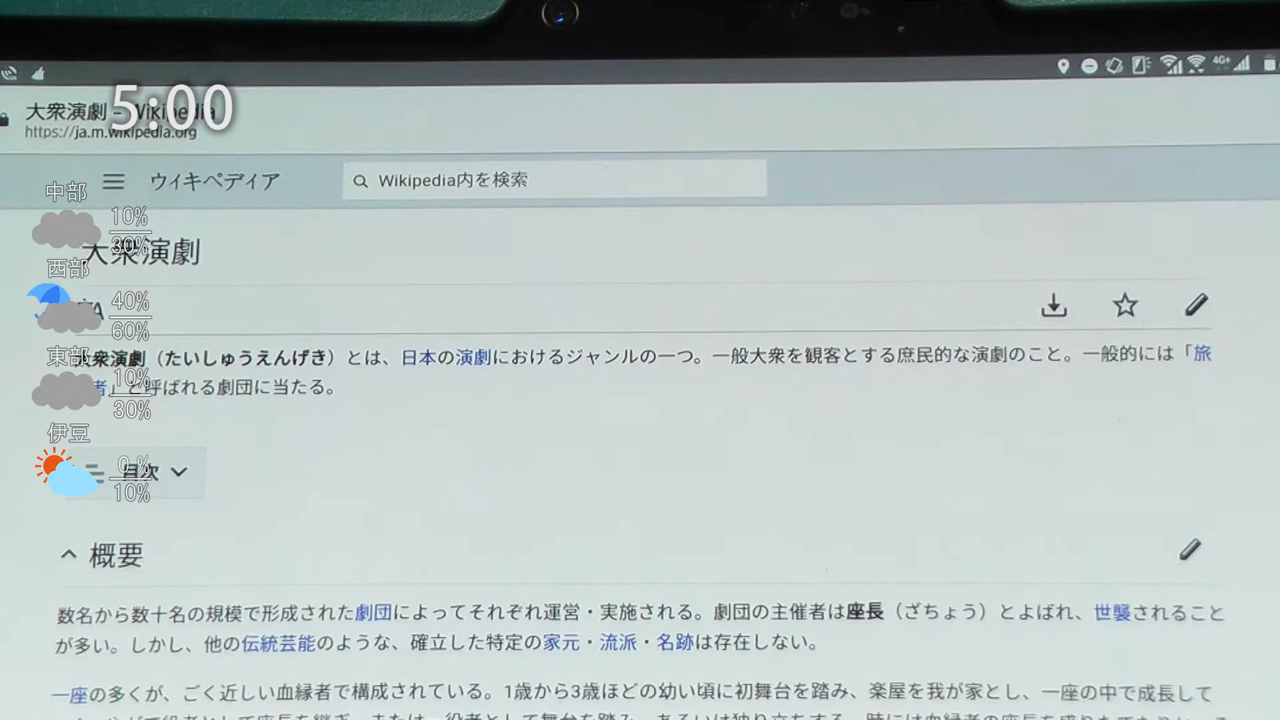 4G+
大衆演劇 – Wikipedia
https://ja.m.wikipedia.org
5:00
ウイキペディア
Wikipedia内を検索
中部
10%
30%
大衆演劇
西部
40%
60%
大衆演劇（たいしゅうえんげき）とは、日本の演劇におけるジャンルの一つ。一般大衆を観客とする庶民的な演劇のこと。一般的には「旅
者」と呼ばれる劇団に当たる。
東部
10%
30%
伊豆
0%
10%
目次
概要
数名から数十名の規模で形成された劇団によってそれぞれ運営・実施される。劇団の主催者は座長（ざちょう）とよばれ、世襲されること
が多い。しかし、他の伝統芸能のような、確立した特定の家元・流派・名跡は存在しない。
一座の多くが、ごく近しい血縁者で構成されている。1歳から3歳ほどの幼い頃に初舞台を踏み、楽屋を我が家とし、一座の中で成長して